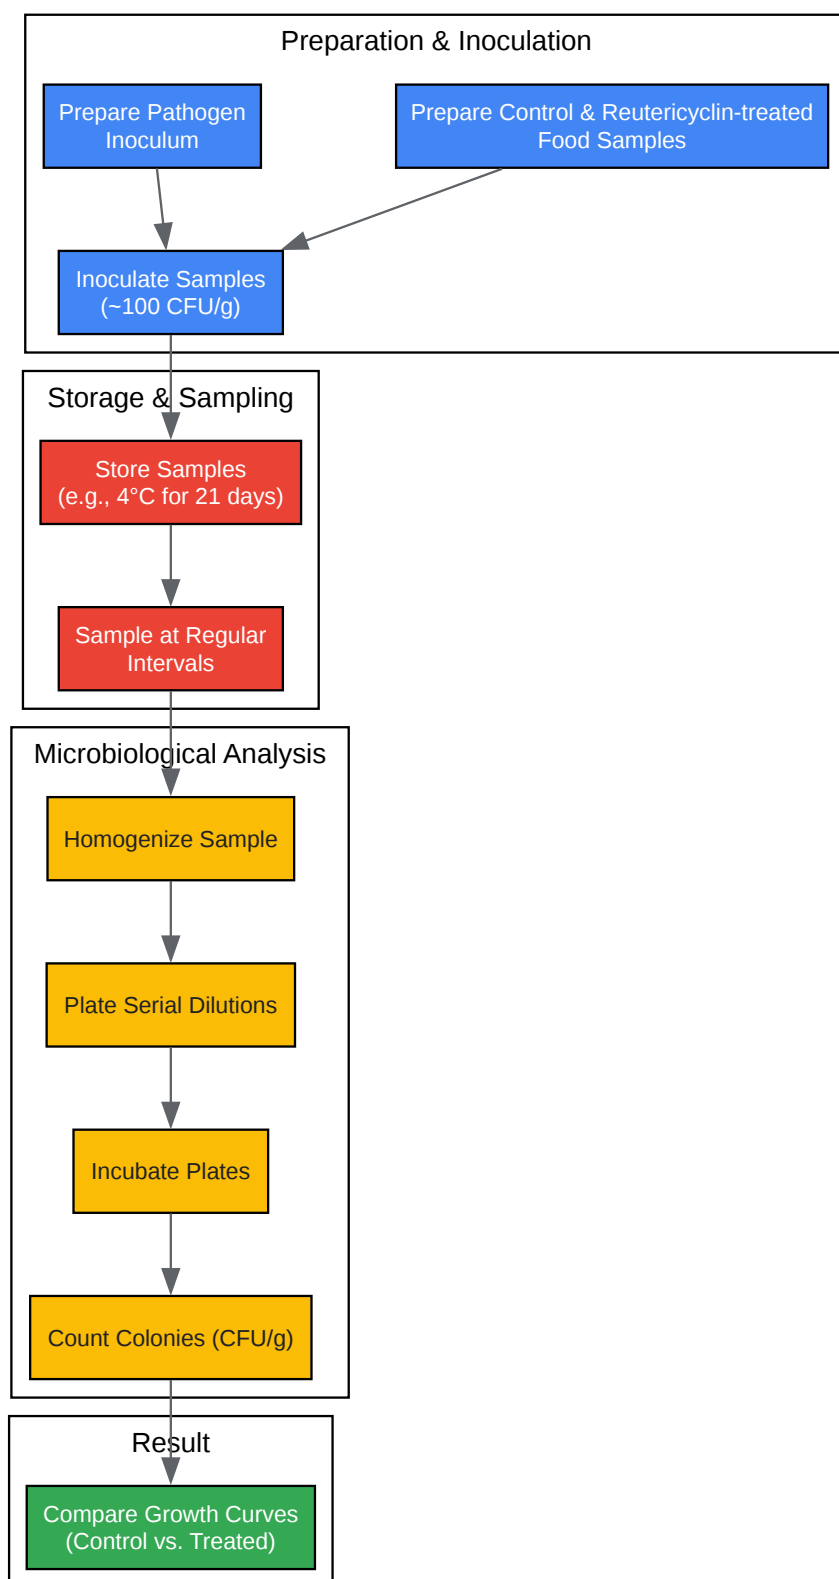 Preparation & Inoculation
Prepare Pathogen
Inoculum
Prepare Control & Reutericyclin-treated
Food Samples
Inoculate Samples
(~100 CFU/g)
Storage & Sampling
Store Samples
(e.g., 4°C for 21 days)
Sample at Regular
Intervals
Microbiological Analysis
Homogenize Sample
Plate Serial Dilutions
Incubate Plates
Count Colonies (CFU/g)
Result
Compare Growth Curves
(Control vs. Treated)